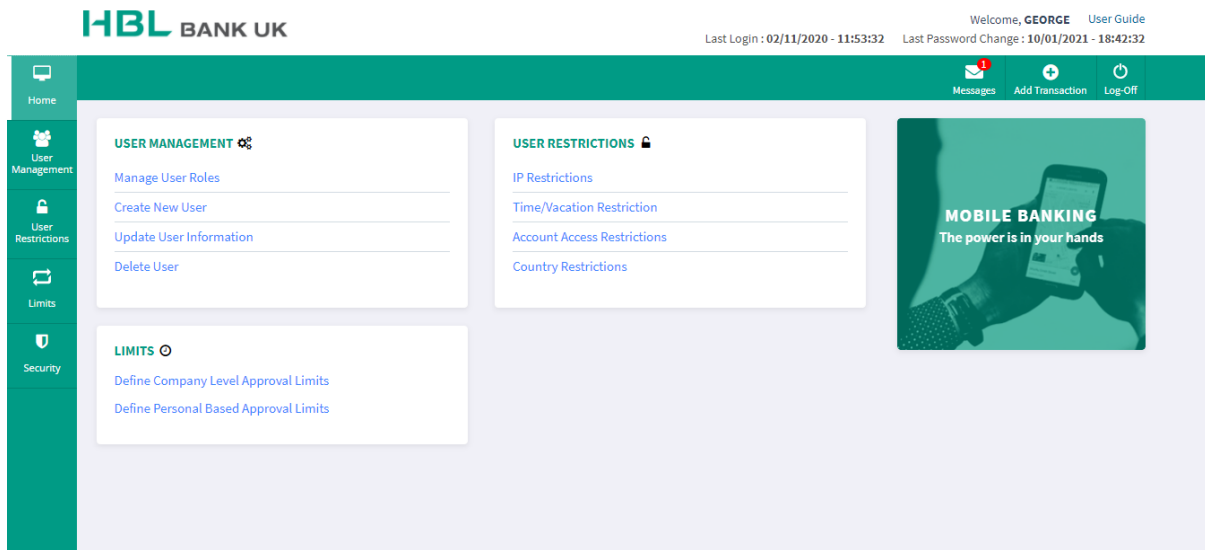 HBL BANK UK
Welcome, GEORGE User Guide
Last Login : 02/11/2020 - 11:53:32 Last Password Change : 10/01/2021 - 18:42:32
Home
1
Messages
Add Transaction
Log-Off
User
Management
User
Restrictions
Limits
Security
USER MANAGEMENT
Manage User Roles
Create New User
Update User Information
Delete User
USER RESTRICTIONS
IP Restrictions
Time/Vacation Restriction
Account Access Restrictions
Country Restrictions
MOBILE BANKING
The power is in your hands
LIMITS
Define Company Level Approval Limits
Define Personal Based Approval Limits